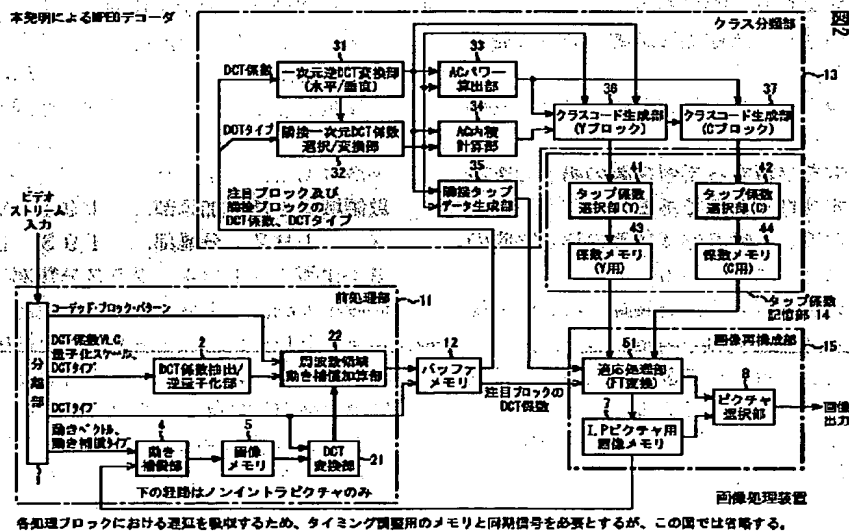 本発明によるMPEGデコーダ
図2
クラス分類部
13
31
一次元逆DCT変換部
(水平/垂直)
DCT係数
33
ACパワー
算出部
36
クラスコード生成部
(Yブロック)
37
クラスコード生成部
(Cブロック)
DCTタイプ
隣接一次元DCT係数
選択/変換部
32
34
AC内積
計算部
35
隣接タップ
データ生成部
注目ブロック及び
隣接ブロックの
DCT係数、DCTタイプ
41
タップ係数
選択部(Y)
42
タップ係数
選択部(C)
43
係数メモリ
(Y用)
44
係数メモリ
(C用)
タップ係数
記憶部 14
ビデオ
ストリーム
入力
前処理部
11
コーデッド・ブロック・パターン
分離部
1
DCT係数VLC、
量子化スケール、
DCTタイプ
2
DCT係数抽出/
逆量子化部
22
周波数領域
動き補償加算部
12
バッファ
メモリ
DCTタイプ
動きベクトル、
動き補償タイプ
4
動き
補償部
5
画像
メモリ
DCT
変換部
21
下の経路はノンイントラピクチャのみ
注目ブロックの
DCT係数
画像再構成部
15
51
適応処理部
(FT変換)
7
I,Pピクチャ用
画像メモリ
8
ピクチャ
選択部
画像
出力
画像処理装置
各処理ブロックにおける遅延を吸収するため、タイミング調整用のメモリと同期信号を必要とするが、この図では省略する。